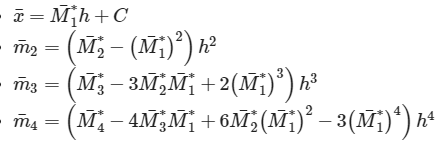 • x̄ = M̄₁*h + C
• m̄₂ = (M̄₂* − (M̄₁*)²) h²
• m̄₃ = (M̄₃* − 3M̄₂*M̄₁* + 2(M̄₁*)³) h³
• m̄₄ = (M̄₄* − 4M̄₃*M̄₁* + 6M̄₂*(M̄₁*)² − 3(M̄₁*)⁴) h⁴